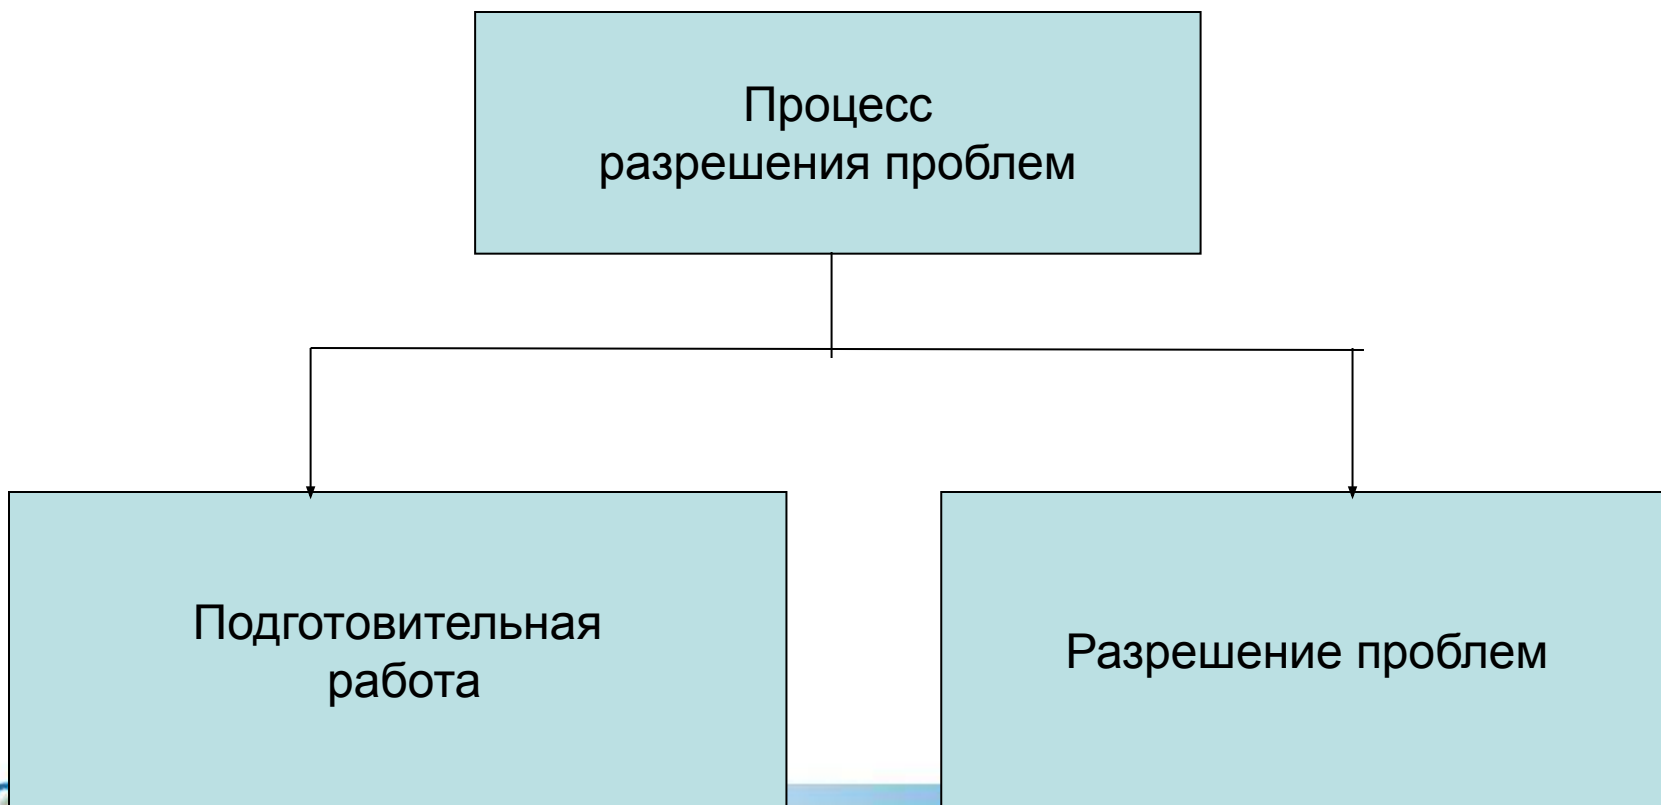 Процесс
разрешения проблем
Подготовительная
работа
Разрешение проблем